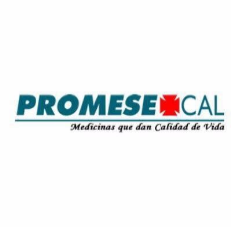 PROMESE CAL
Medicinas que dan Calidad de Vida